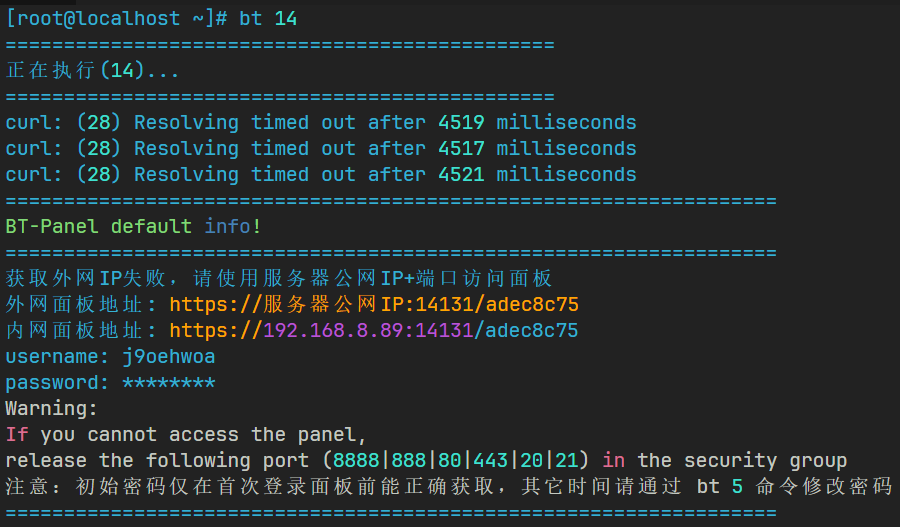 [root@localhost ~]# bt 14
===============================================
正在执行(14)...
===============================================
curl: (28) Resolving timed out after 4519 milliseconds
curl: (28) Resolving timed out after 4517 milliseconds
curl: (28) Resolving timed out after 4521 milliseconds
==================================================================
BT-Panel default info!
==================================================================
获取外网IP失败，请使用服务器公网IP+端口访问面板
外网面板地址: https://服务器公网IP:14131/adec8c75
内网面板地址: https://192.168.8.89:14131/adec8c75
username: j9oehwoa
password: ********
Warning:
If you cannot access the panel,
release the following port (8888|888|80|443|20|21) in the security group
注意：初始密码仅在首次登录面板前能正确获取，其它时间请通过 bt 5 命令修改密码
==================================================================